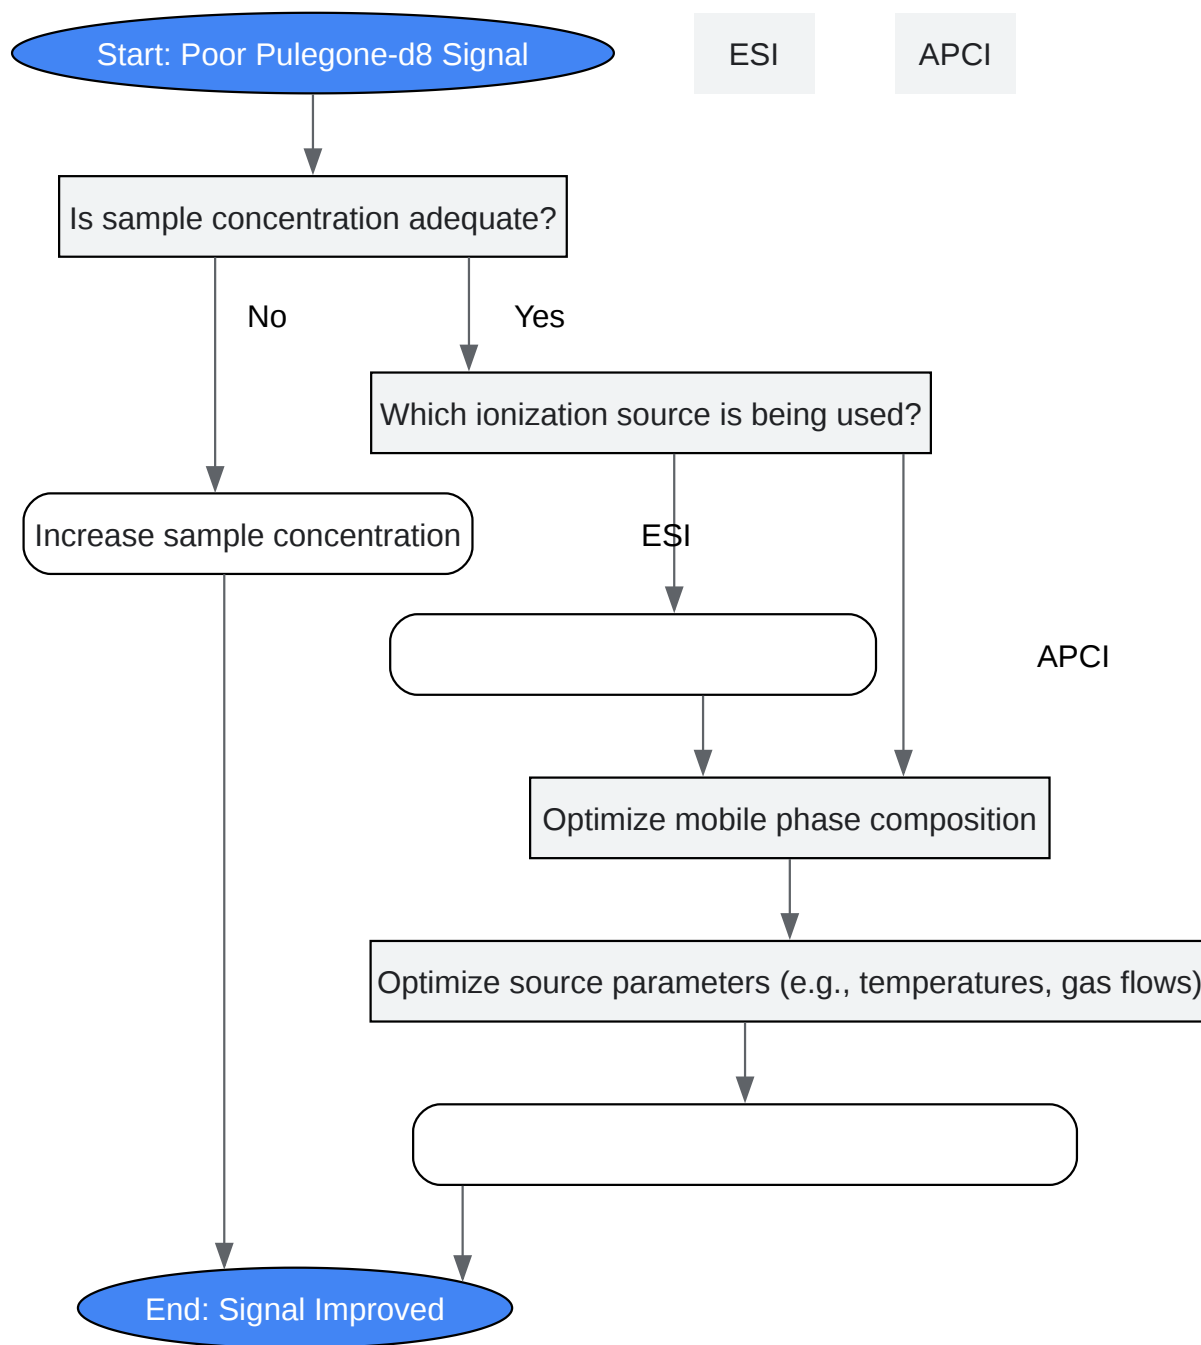 Start: Poor Pulegone-d8 Signal
ESI
APCI
Is sample concentration adequate?
No
Yes
Which ionization source is being used?
Increase sample concentration
ESI
APCI
Optimize mobile phase composition
Optimize source parameters (e.g., temperatures, gas flows)
End: Signal Improved